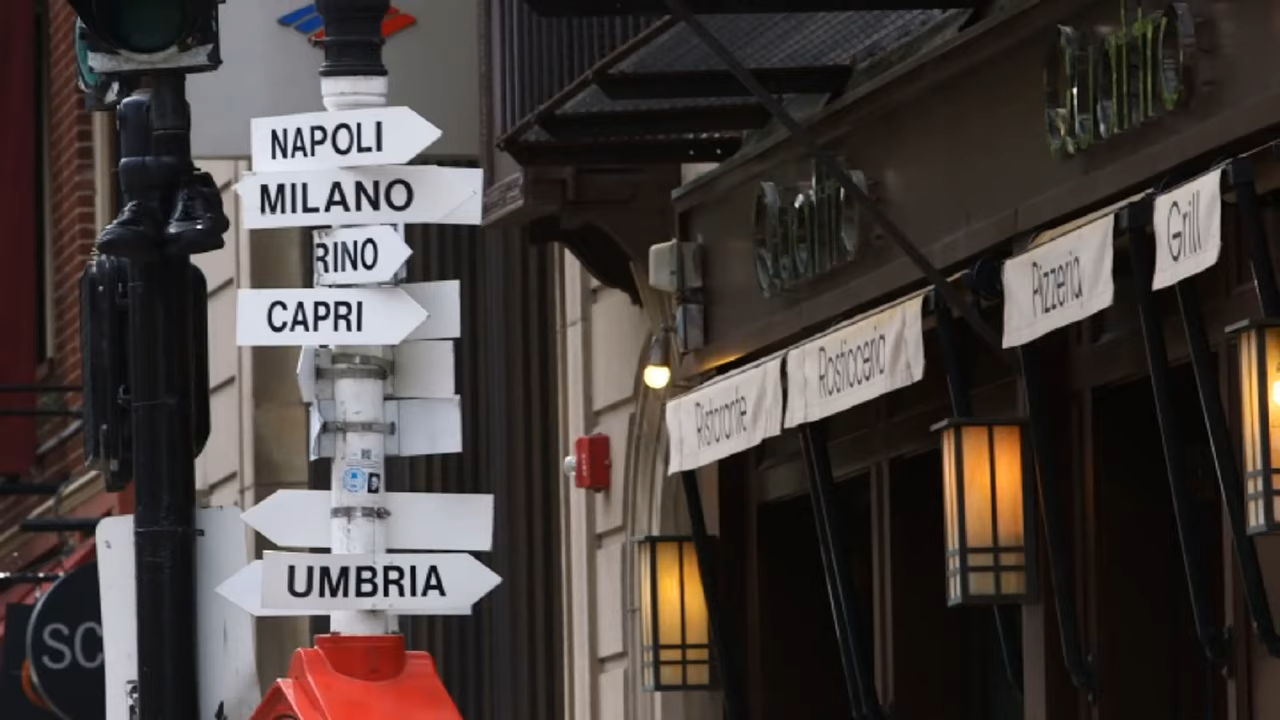 NAPOLI
MILANO
RINO
CAPRI
UMBRIA
SC
Ristorante
Rosticceria
Pizzeria
Grill